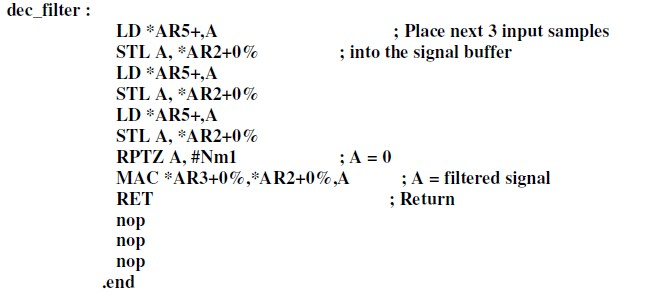 dec_filter :
LD *AR5+,A ; Place next 3 input samples
STL A, *AR2+0% ; into the signal buffer
LD *AR5+,A
STL A, *AR2+0%
LD *AR5+,A
STL A, *AR2+0%
RPTZ A, #Nm1 ; A = 0
MAC *AR3+0%,*AR2+0%,A ; A = filtered signal
RET ; Return
nop
nop
nop
.end